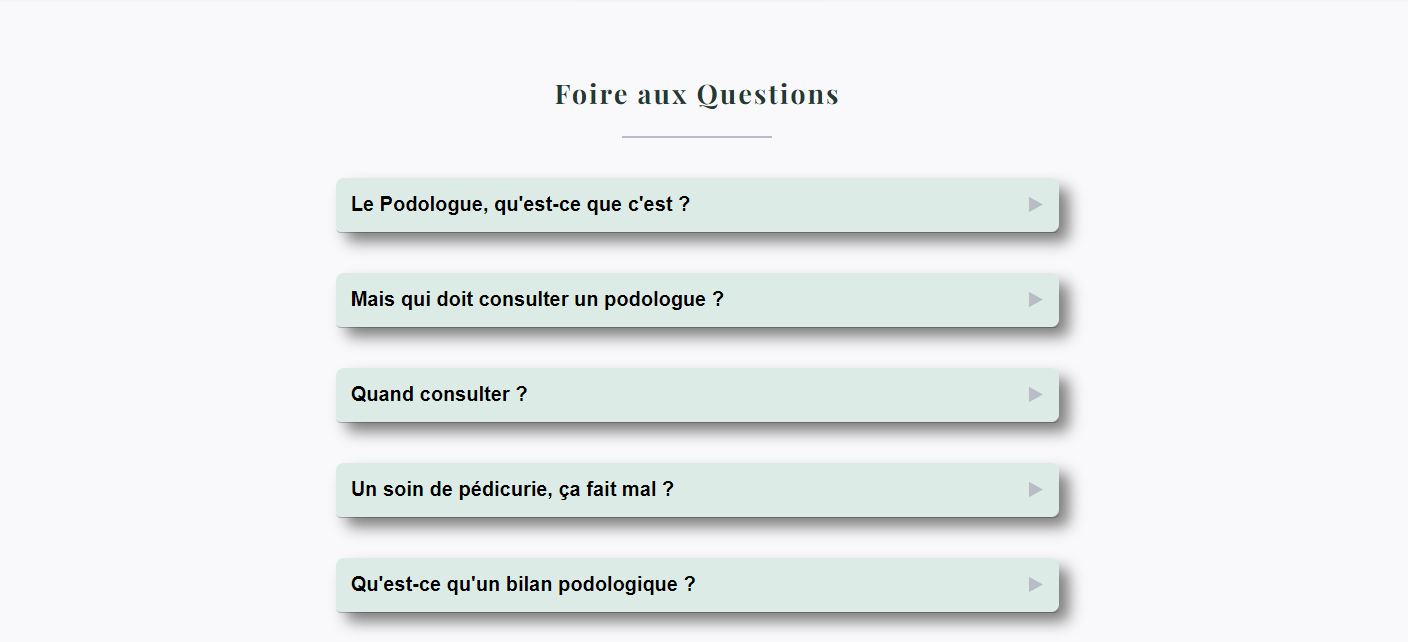 Foire aux Questions
Le Podologue, qu'est-ce que c'est ?
Mais qui doit consulter un podologue ?
Quand consulter ?
Un soin de pédicurie, ça fait mal ?
Qu'est-ce qu'un bilan podologique ?